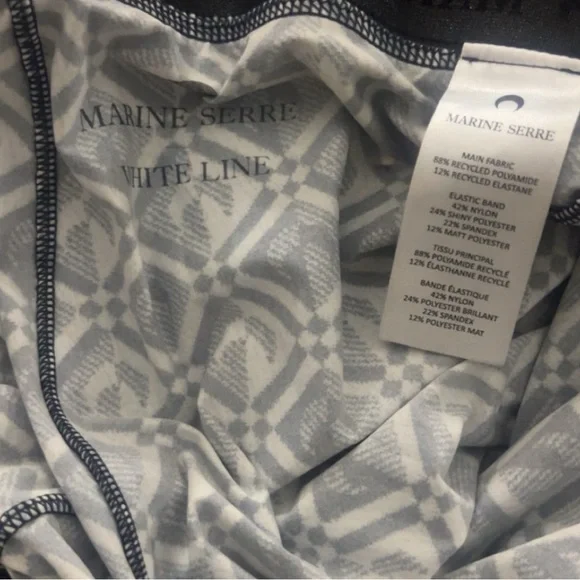 MARINE SERRE
WHITE LINE
MARINE SERRE
MAIN FABRIC
88% RECYCLED POLYAMIDE
12% RECYCLED ELASTANE
ELASTIC BAND
42% NYLON
24% SHINY POLYESTER
22% SPANDEX
12% MATT POLYESTER
TISSU PRINCIPAL
88% POLYAMIDE RECYCLÉ
12% ÉLASTHANNE RECYCLÉ
BANDE ÉLASTIQUE
42% NYLON
24% POLYESTER BRILLANT
22% SPANDEX
12% POLYESTER MAT